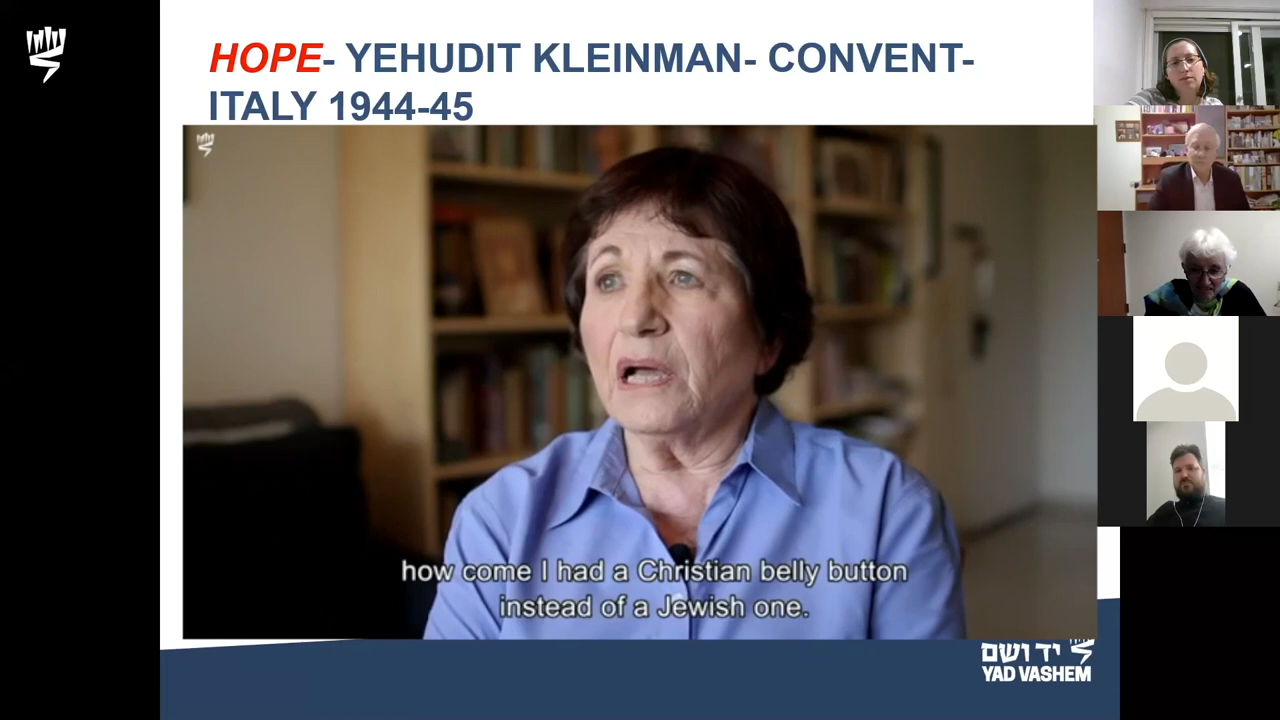 HOPE- YEHUDIT KLEINMAN- CONVENT-
ITALY 1944-45
how come I had a Christian belly button
instead of a Jewish one.
יד ושם
YAD VASHEM